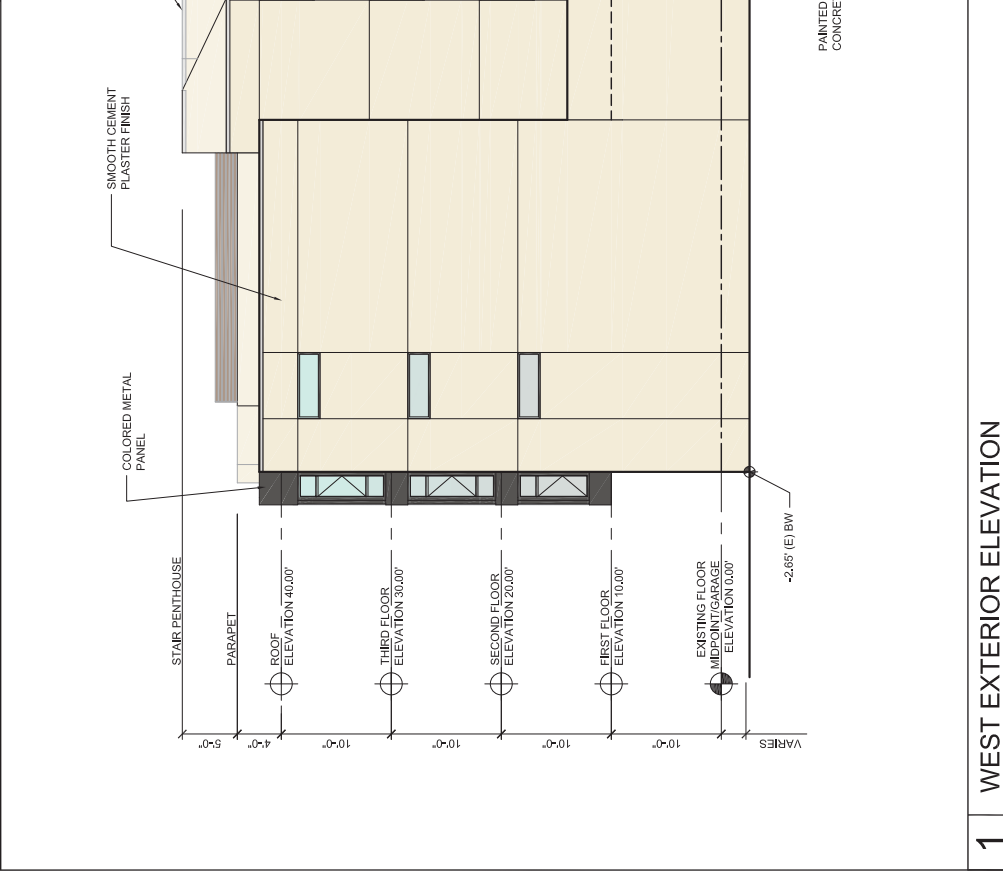 PAINTED
CONCRE
SMOOTH CEMENT
PLASTER FINISH
COLORED METAL
PANEL
STAIR PENTHOUSE
PARAPET
ROOF
ELEVATION 40.00'
THIRD FLOOR
ELEVATION 30.00'
SECOND FLOOR
ELEVATION 20.00'
FIRST FLOOR
ELEVATION 10.00'
EXISTING FLOOR
MIDPOINT/GARAGE
ELEVATION 0.00'
-2.65' (E) BW
5'-0"
4'-0"
10'-0"
10'-0"
10'-0"
10'-0"
VARIES
1 WEST EXTERIOR ELEVATION